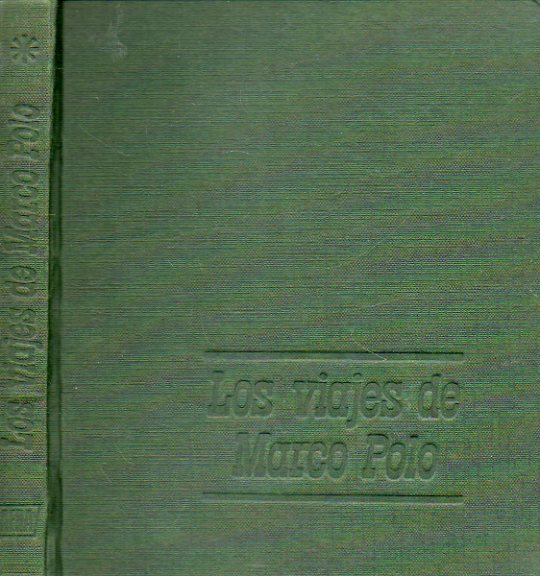 Los viajes de Marco Polo
Los viajes de
Marco Polo